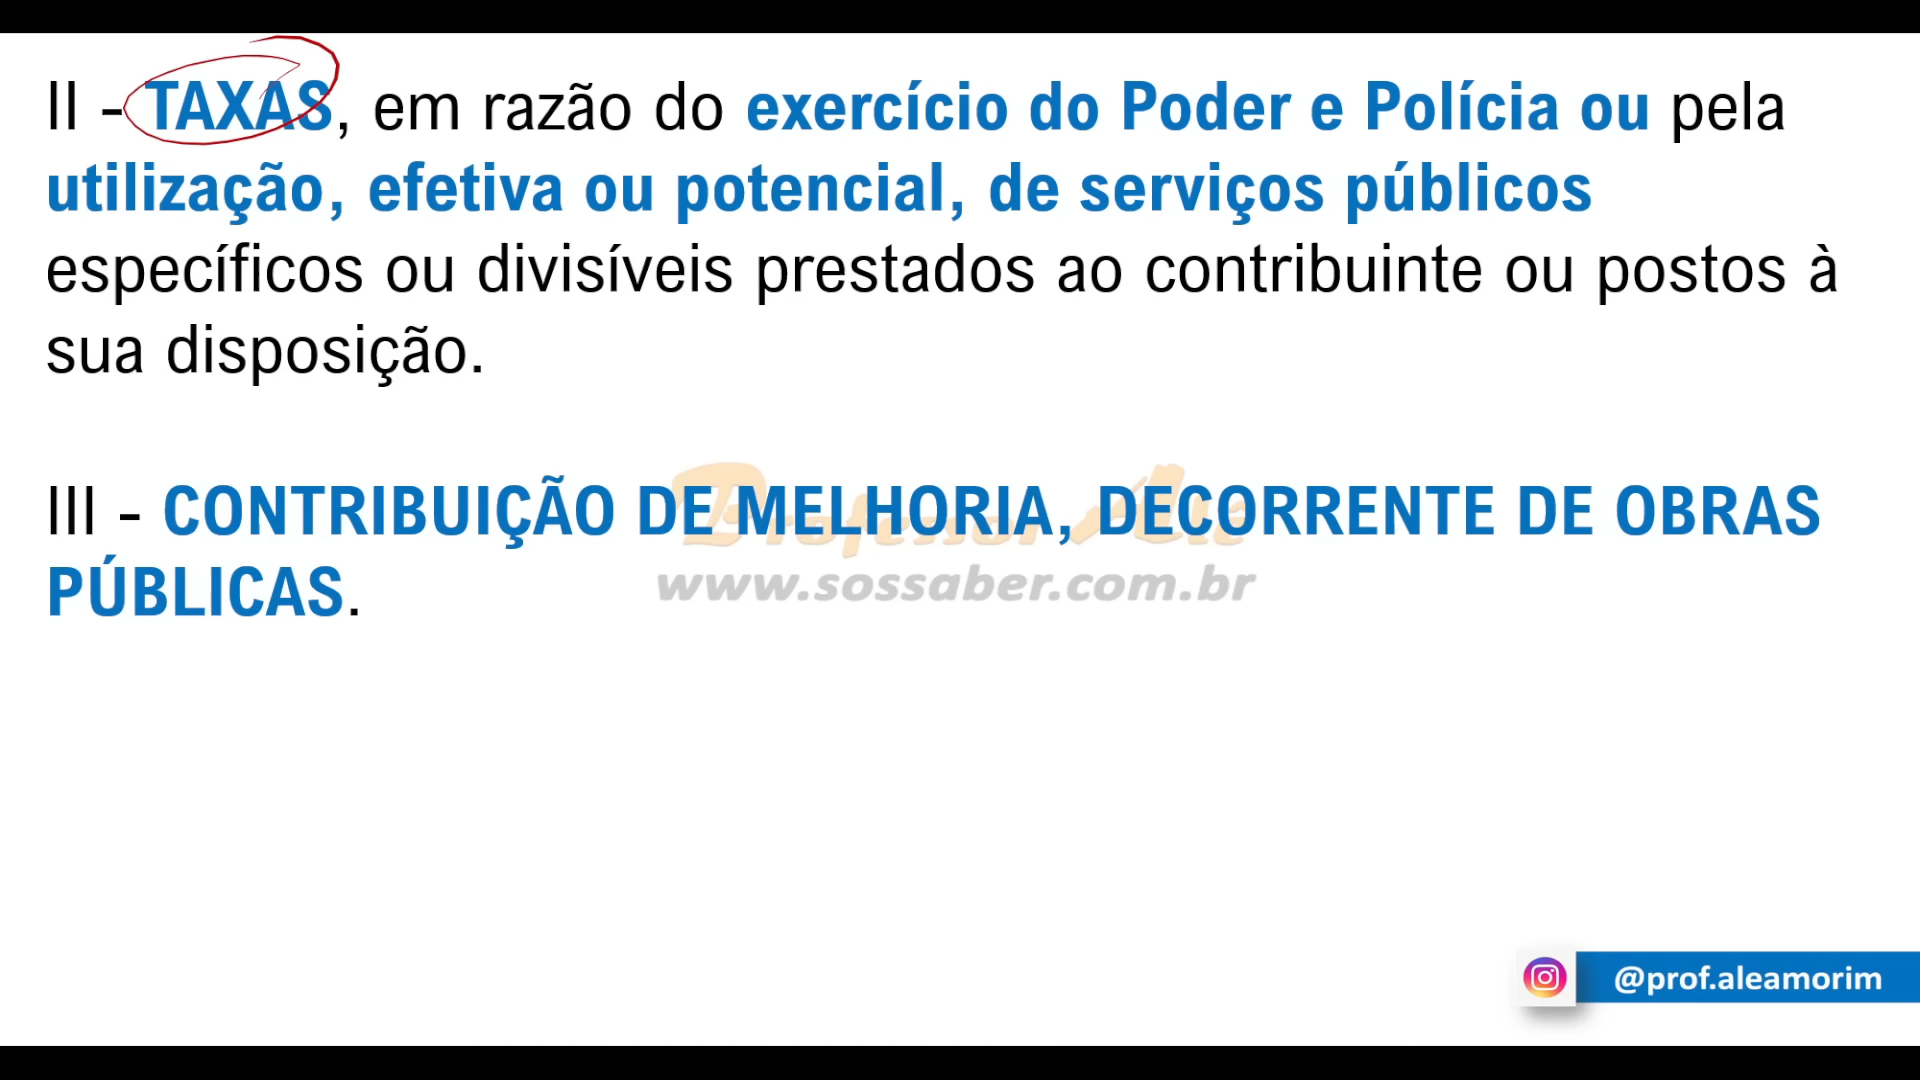 II - TAXAS, em razão do exercício do Poder e Polícia ou pela
utilização, efetiva ou potencial, de serviços públicos
específicos ou divisíveis prestados ao contribuinte ou postos à
sua disposição.
III - CONTRIBUIÇÃO DE MELHORIA, DECORRENTE DE OBRAS
PÚBLICAS.
Professor Ale
www.sossaber.com.br
@prof.aleamorim